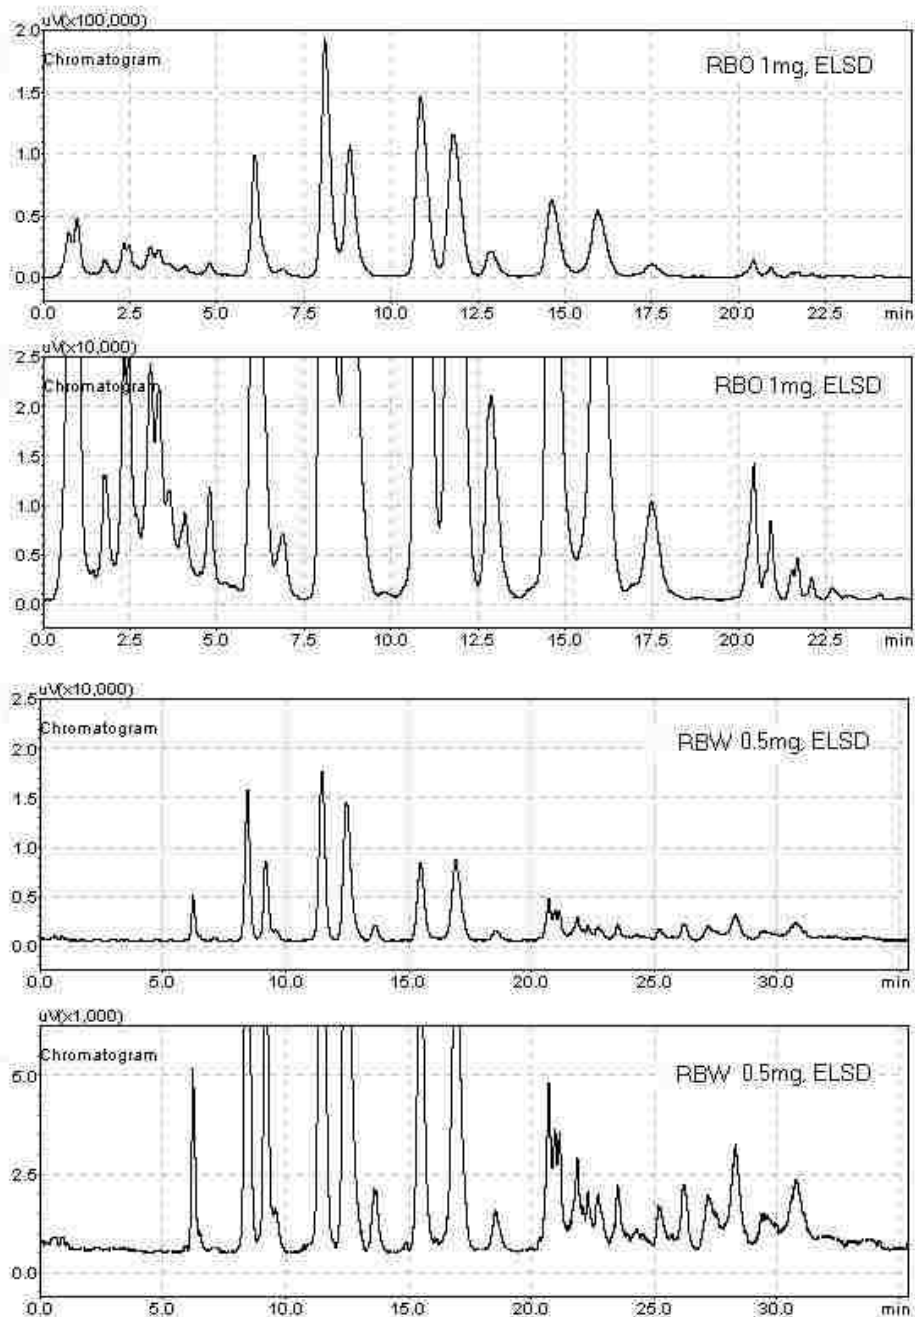 uV(x100,000)
2.0
Chromatogram
RBO 1mg, ELSD
1.5
1.0
0.5
0.0
0.0 2.5 5.0 7.5 10.0 12.5 15.0 17.5 20.0 22.5 min
uV(x10,000)
2.5
Chromatogram
RBO 1mg, ELSD
2.0
1.5
1.0
0.5
0.0
0.0 2.5 5.0 7.5 10.0 12.5 15.0 17.5 20.0 22.5 min
uV(x10,000)
2.5
Chromatogram
RBW 0.5mg, ELSD
2.0
1.5
1.0
0.5
0.0
0.0 5.0 10.0 15.0 20.0 25.0 30.0 min
uV(x1,000)
Chromatogram
RBW 0.5mg, ELSD
5.0
2.5
0.0
0.0 5.0 10.0 15.0 20.0 25.0 30.0 min